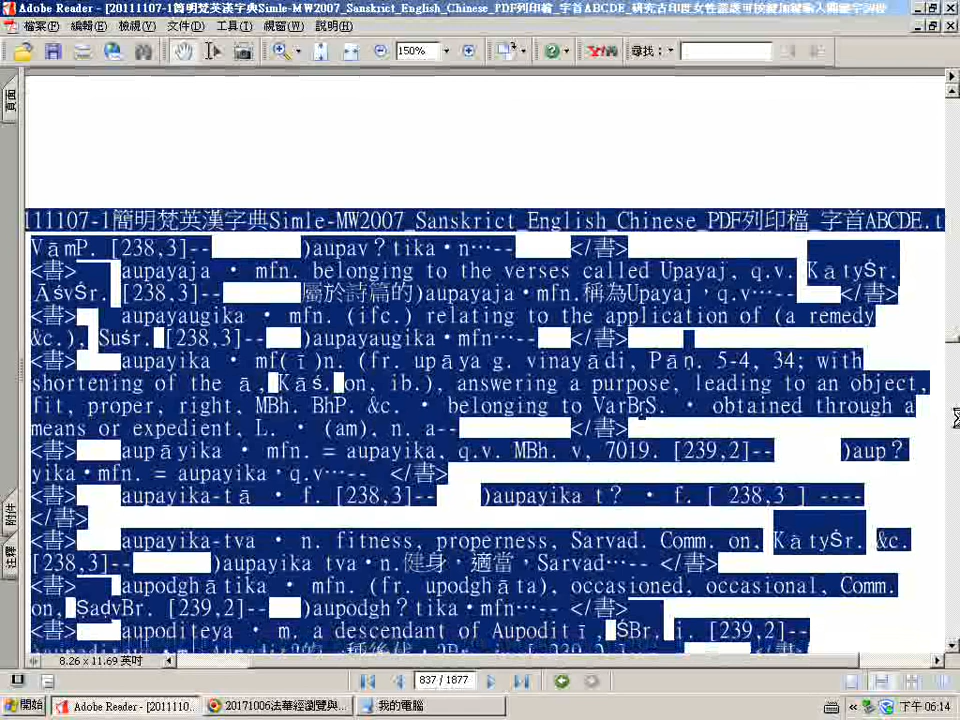 Adobe Reader - [20111107-1簡明梵英漢字典Simle-MW2007_Sanskrict_English_Chinese_PDF列印檔_字首ABCDE_研究古印度女性
檔案(F) 編輯(E) 檢視(V) 文件(D) 工具(T) 視窗(W) 說明(H)
150% 尋找:
頁面
附件
註釋
111107-1簡明梵英漢字典Simle-MW2007_Sanskrict_English_Chinese_PDF列印檔_字首ABCDE.t
VāmP. [238,3]-- )aupav?tika‧n…-- </書>
<書> aupayaja ‧ mfn. belonging to the verses called Upayaj, q.v. KātyŚr.
ĀśvŚr. [238,3]-- 屬於詩篇的)aupayaja‧mfn.稱為Upayaj，q.v…-- </書>
<書> aupayaugika ‧ mfn. (ifc.) relating to the application of (a remedy
&c.), Suśr. [238,3]-- )aupayaugika‧mfn…-- </書>
<書> aupayika ‧ mf(ī)n. (fr. upāya g. vinayādi, Pāṇ. 5-4, 34; with
shortening of the ā, Kāś. on, ib.), answering a purpose, leading to an object,
fit, proper, right, MBh. BhP. &c. ‧ belonging to VarBrS. ‧ obtained through a
means or expedient, L. ‧ (am), n. a-- </書>
<書> aupāyika ‧ mfn. = aupayika, q.v. MBh. v, 7019. [239,2]-- )aup?
yika‧mfn. = aupayika，q.v…-- </書>
<書> aupayika-tā ‧ f. [238,3]-- )aupayika t? ‧ f. [ 238,3 ] ----
</書>
<書> aupayika-tva ‧ n. fitness, properness, Sarvad. Comm. on, KātyŚr. &c.
[238,3]-- )aupayika tva‧n.健身，適當，Sarvad…-- </書>
<書> aupodghātika ‧ mfn. (fr. upodghāta), occasioned, occasional, Comm.
on, ṢaḍvBr. [239,2]-- )aupodgh?tika‧mfn…-- </書>
<書> aupoditeya ‧ m. a descendant of Aupoditī, ŚBr. i. [239,2]--
8.26 x 11.69 英吋
837 / 1877
開始 Adobe Reader - [2011110... 20171006法華經瀏覽與... 我的電腦 下午 06:14